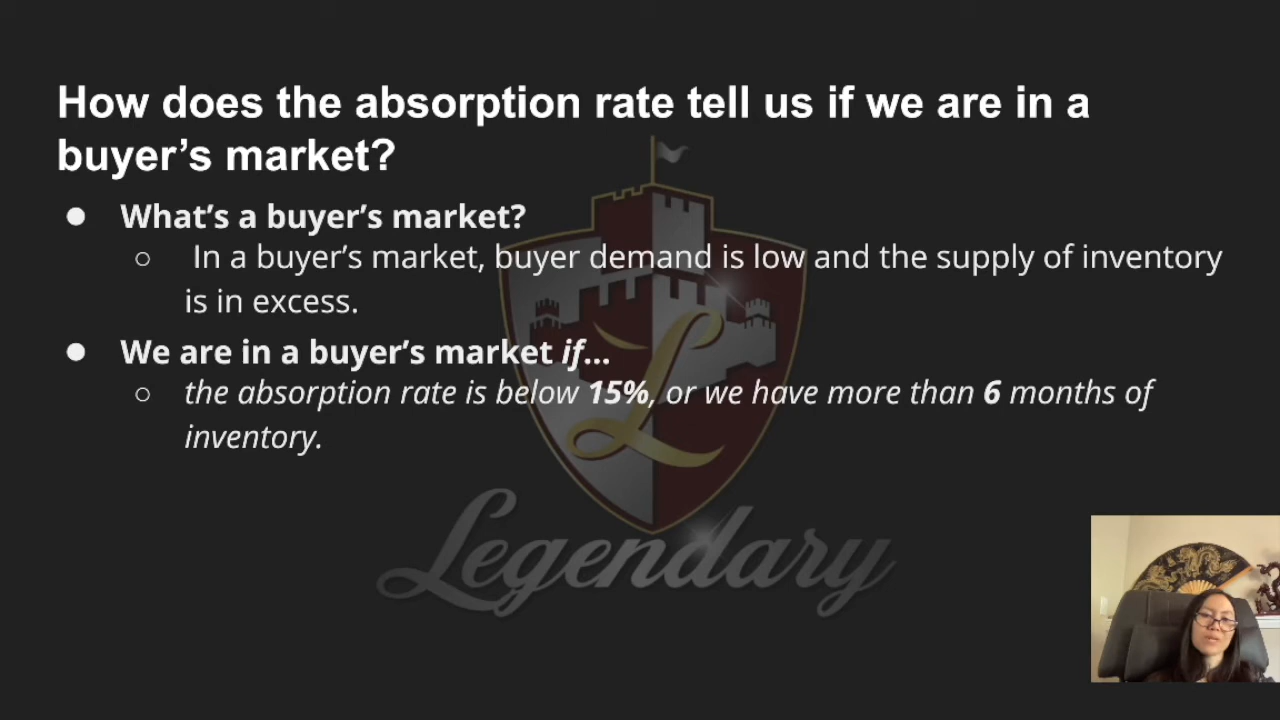 How does the absorption rate tell us if we are in a
buyer’s market?
● What’s a buyer’s market?
○ In a buyer’s market, buyer demand is low and the supply of inventory
is in excess.
● We are in a buyer’s market if...
○ the absorption rate is below 15%, or we have more than 6 months of
inventory.
L
Legendary